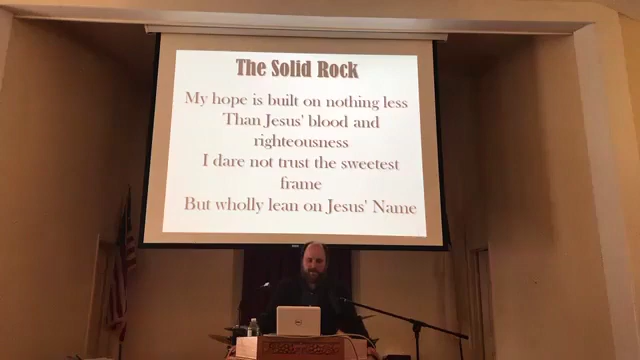 The Solid Rock
My hope is built on nothing less
Than Jesus' blood and
righteousness
I dare not trust the sweetest
frame
But wholly lean on Jesus' Name